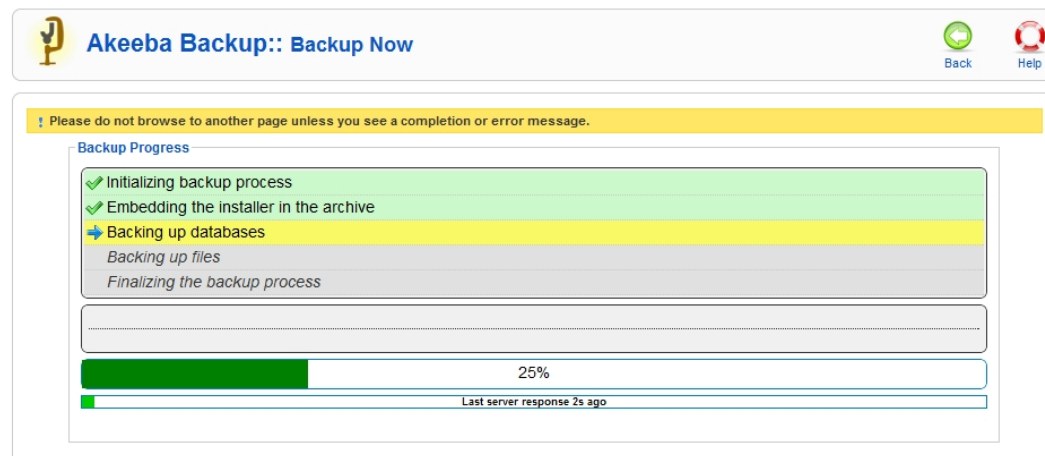 Akeeba Backup:: Backup Now
Back
Help
! Please do not browse to another page unless you see a completion or error message.
Backup Progress
Initializing backup process
Embedding the installer in the archive
Backing up databases
Backing up files
Finalizing the backup process
25%
Last server response 2s ago